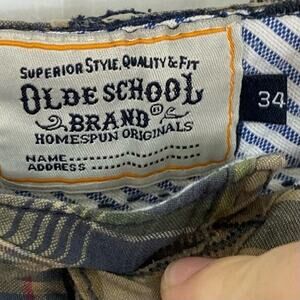 SUPERIOR STYLE, QUALITY & FIT
OLDE SCHOOL
BRAND
HOMESPUN ORIGINALS
NAME
ADDRESS
34